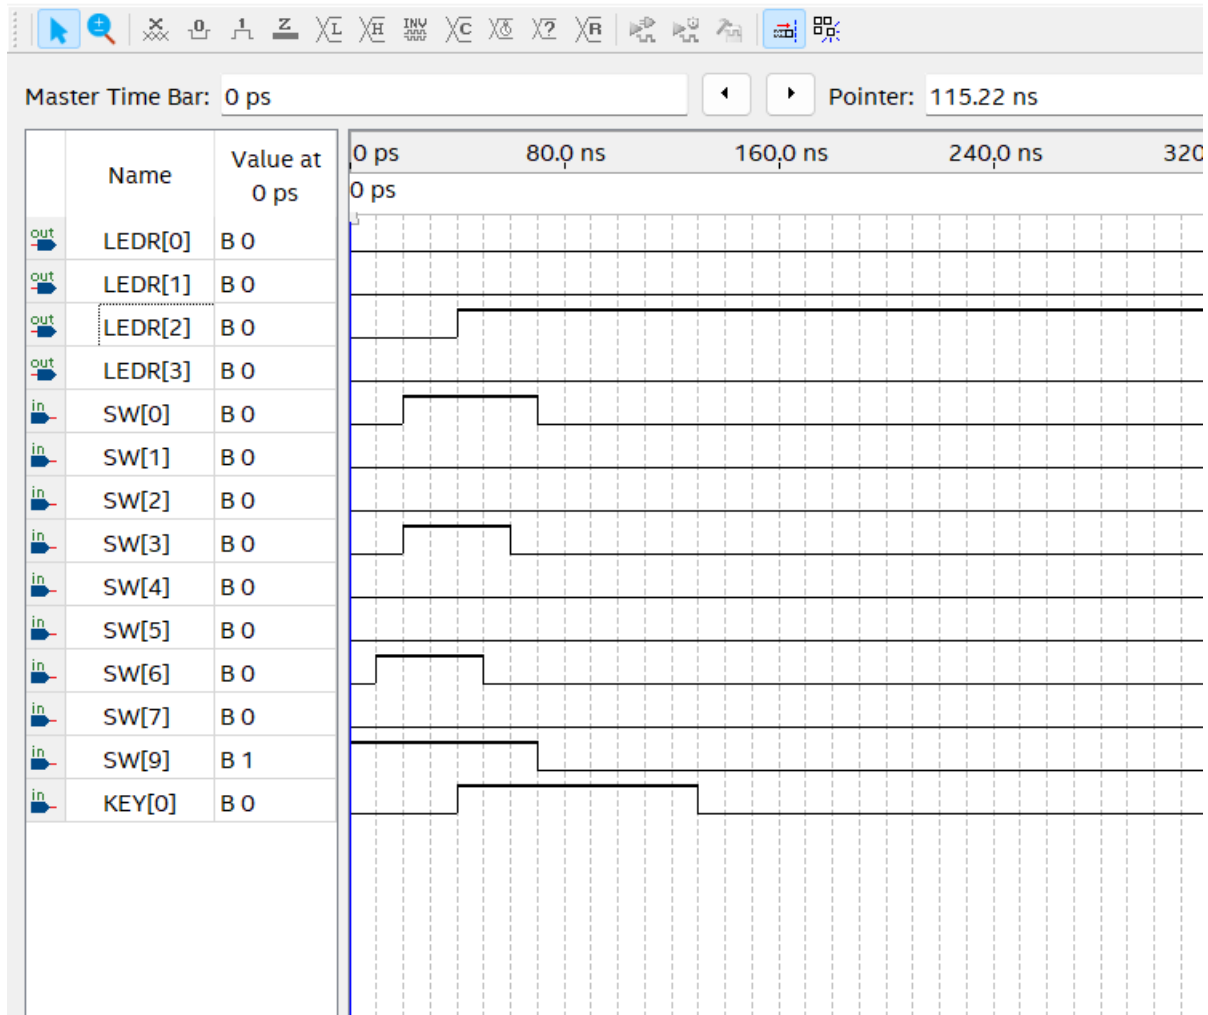 X 0 1 Z L H INV C ? R
Master Time Bar: 0 ps Pointer: 115.22 ns
Name Value at 0 ps
0 ps 80.0 ns 160.0 ns 240.0 ns 320
0 ps
out LEDR[0] B 0
out LEDR[1] B 0
out LEDR[2] B 0
out LEDR[3] B 0
in SW[0] B 0
in SW[1] B 0
in SW[2] B 0
in SW[3] B 0
in SW[4] B 0
in SW[5] B 0
in SW[6] B 0
in SW[7] B 0
in SW[9] B 1
in KEY[0] B 0